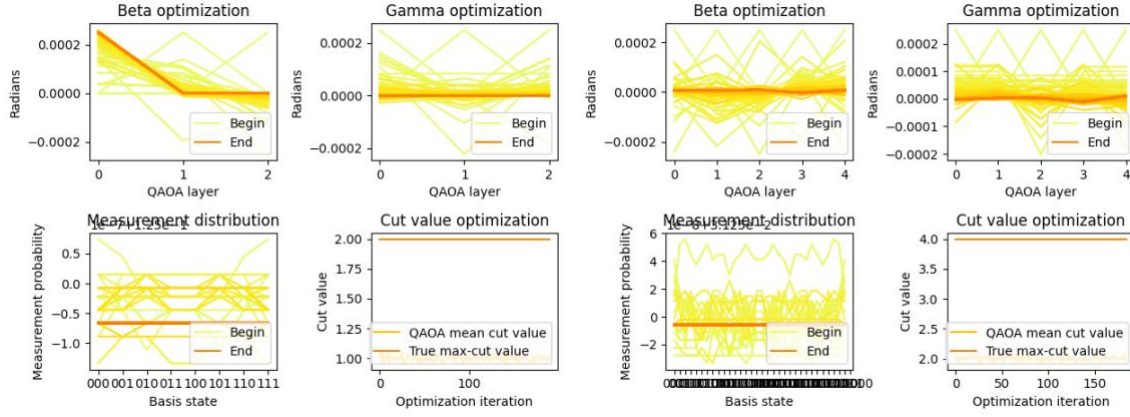 Beta optimization
Gamma optimization
Beta optimization
Gamma optimization
0.0002
0.0000
−0.0002
Radians
0 1 2
QAOA layer
Begin
End
0.0002
0.0000
−0.0002
Radians
0 1 2
QAOA layer
Begin
End
0.0002
0.0000
−0.0002
Radians
0 1 2 3 4
QAOA layer
Begin
End
0.0002
0.0001
0.0000
−0.0001
−0.0002
Radians
0 1 2 3 4
QAOA layer
Begin
End
Measurement distribution
Cut value optimization
Measurement distribution
Cut value optimization
1e−7+1.25e−1
0.5
0.0
−0.5
−1.0
Measurement probability
000 001 010 011 100 101 110 111
Basis state
Begin
End
2.00
1.75
1.50
1.25
1.00
Cut value
0 100
Optimization iteration
QAOA mean cut value
True max-cut value
6
4
2
0
−2
Measurement probability
Basis state
Begin
End
4.0
3.5
3.0
2.5
2.0
Cut value
0 50 100 150
Optimization iteration
QAOA mean cut value
True max-cut value